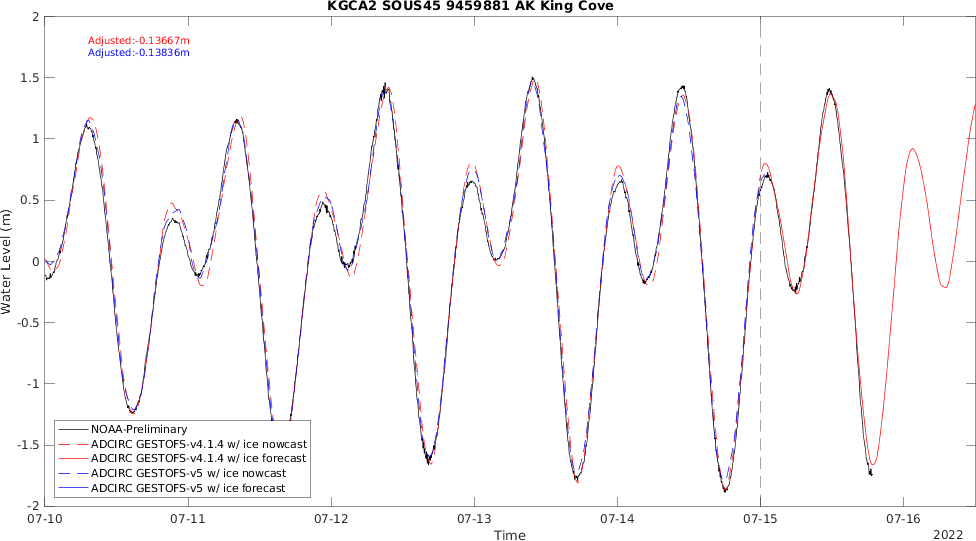 KGCA2 SOUS45 9459881 AK King Cove
Adjusted:-0.13667m
Adjusted:-0.13836m
Water Level (m)
2
1.5
1
0.5
0
-0.5
-1
-1.5
-2
NOAA-Preliminary
ADCIRC GESTOFS-v4.1.4 w/ ice nowcast
ADCIRC GESTOFS-v4.1.4 w/ ice forecast
ADCIRC GESTOFS-v5 w/ ice nowcast
ADCIRC GESTOFS-v5 w/ ice forecast
07-10 07-11 07-12 07-13 07-14 07-15 07-16
Time
2022